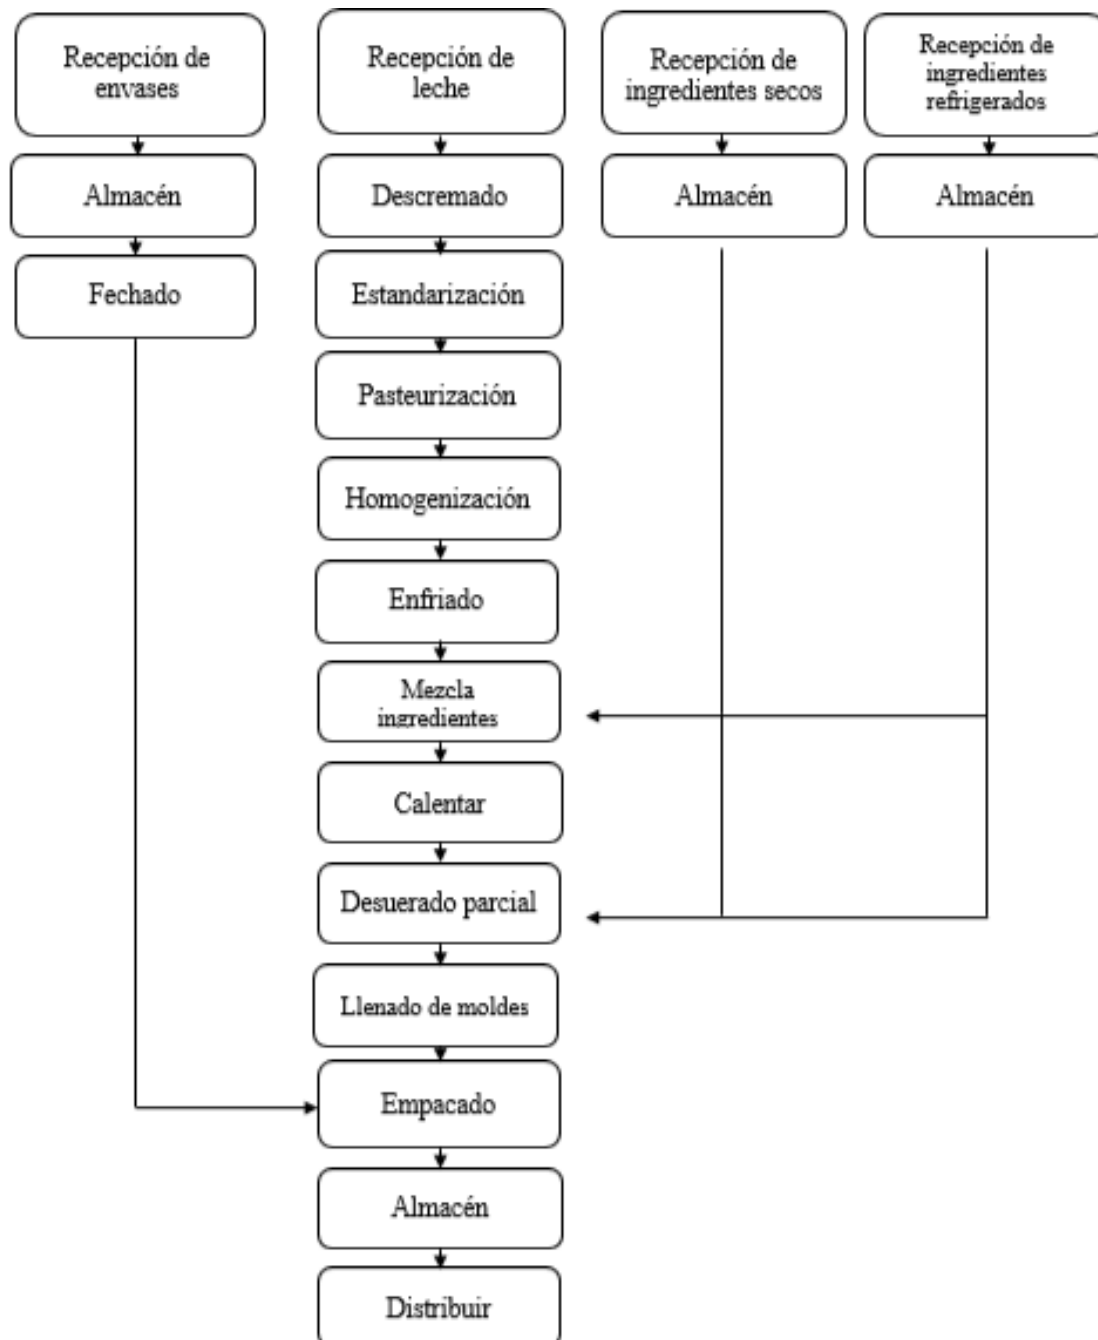 Recepción de
envases
Recepción de
leche
Recepción de
ingredientes secos
Recepción de
ingredientes
refrigerados
Almacén
Descremado
Almacén
Almacén
Fechado
Estandarización
Pasteurización
Homogenización
Enfriado
Mezcla
ingredientes
Calentar
Desuerado parcial
Llenado de moldes
Empacado
Almacén
Distribuir